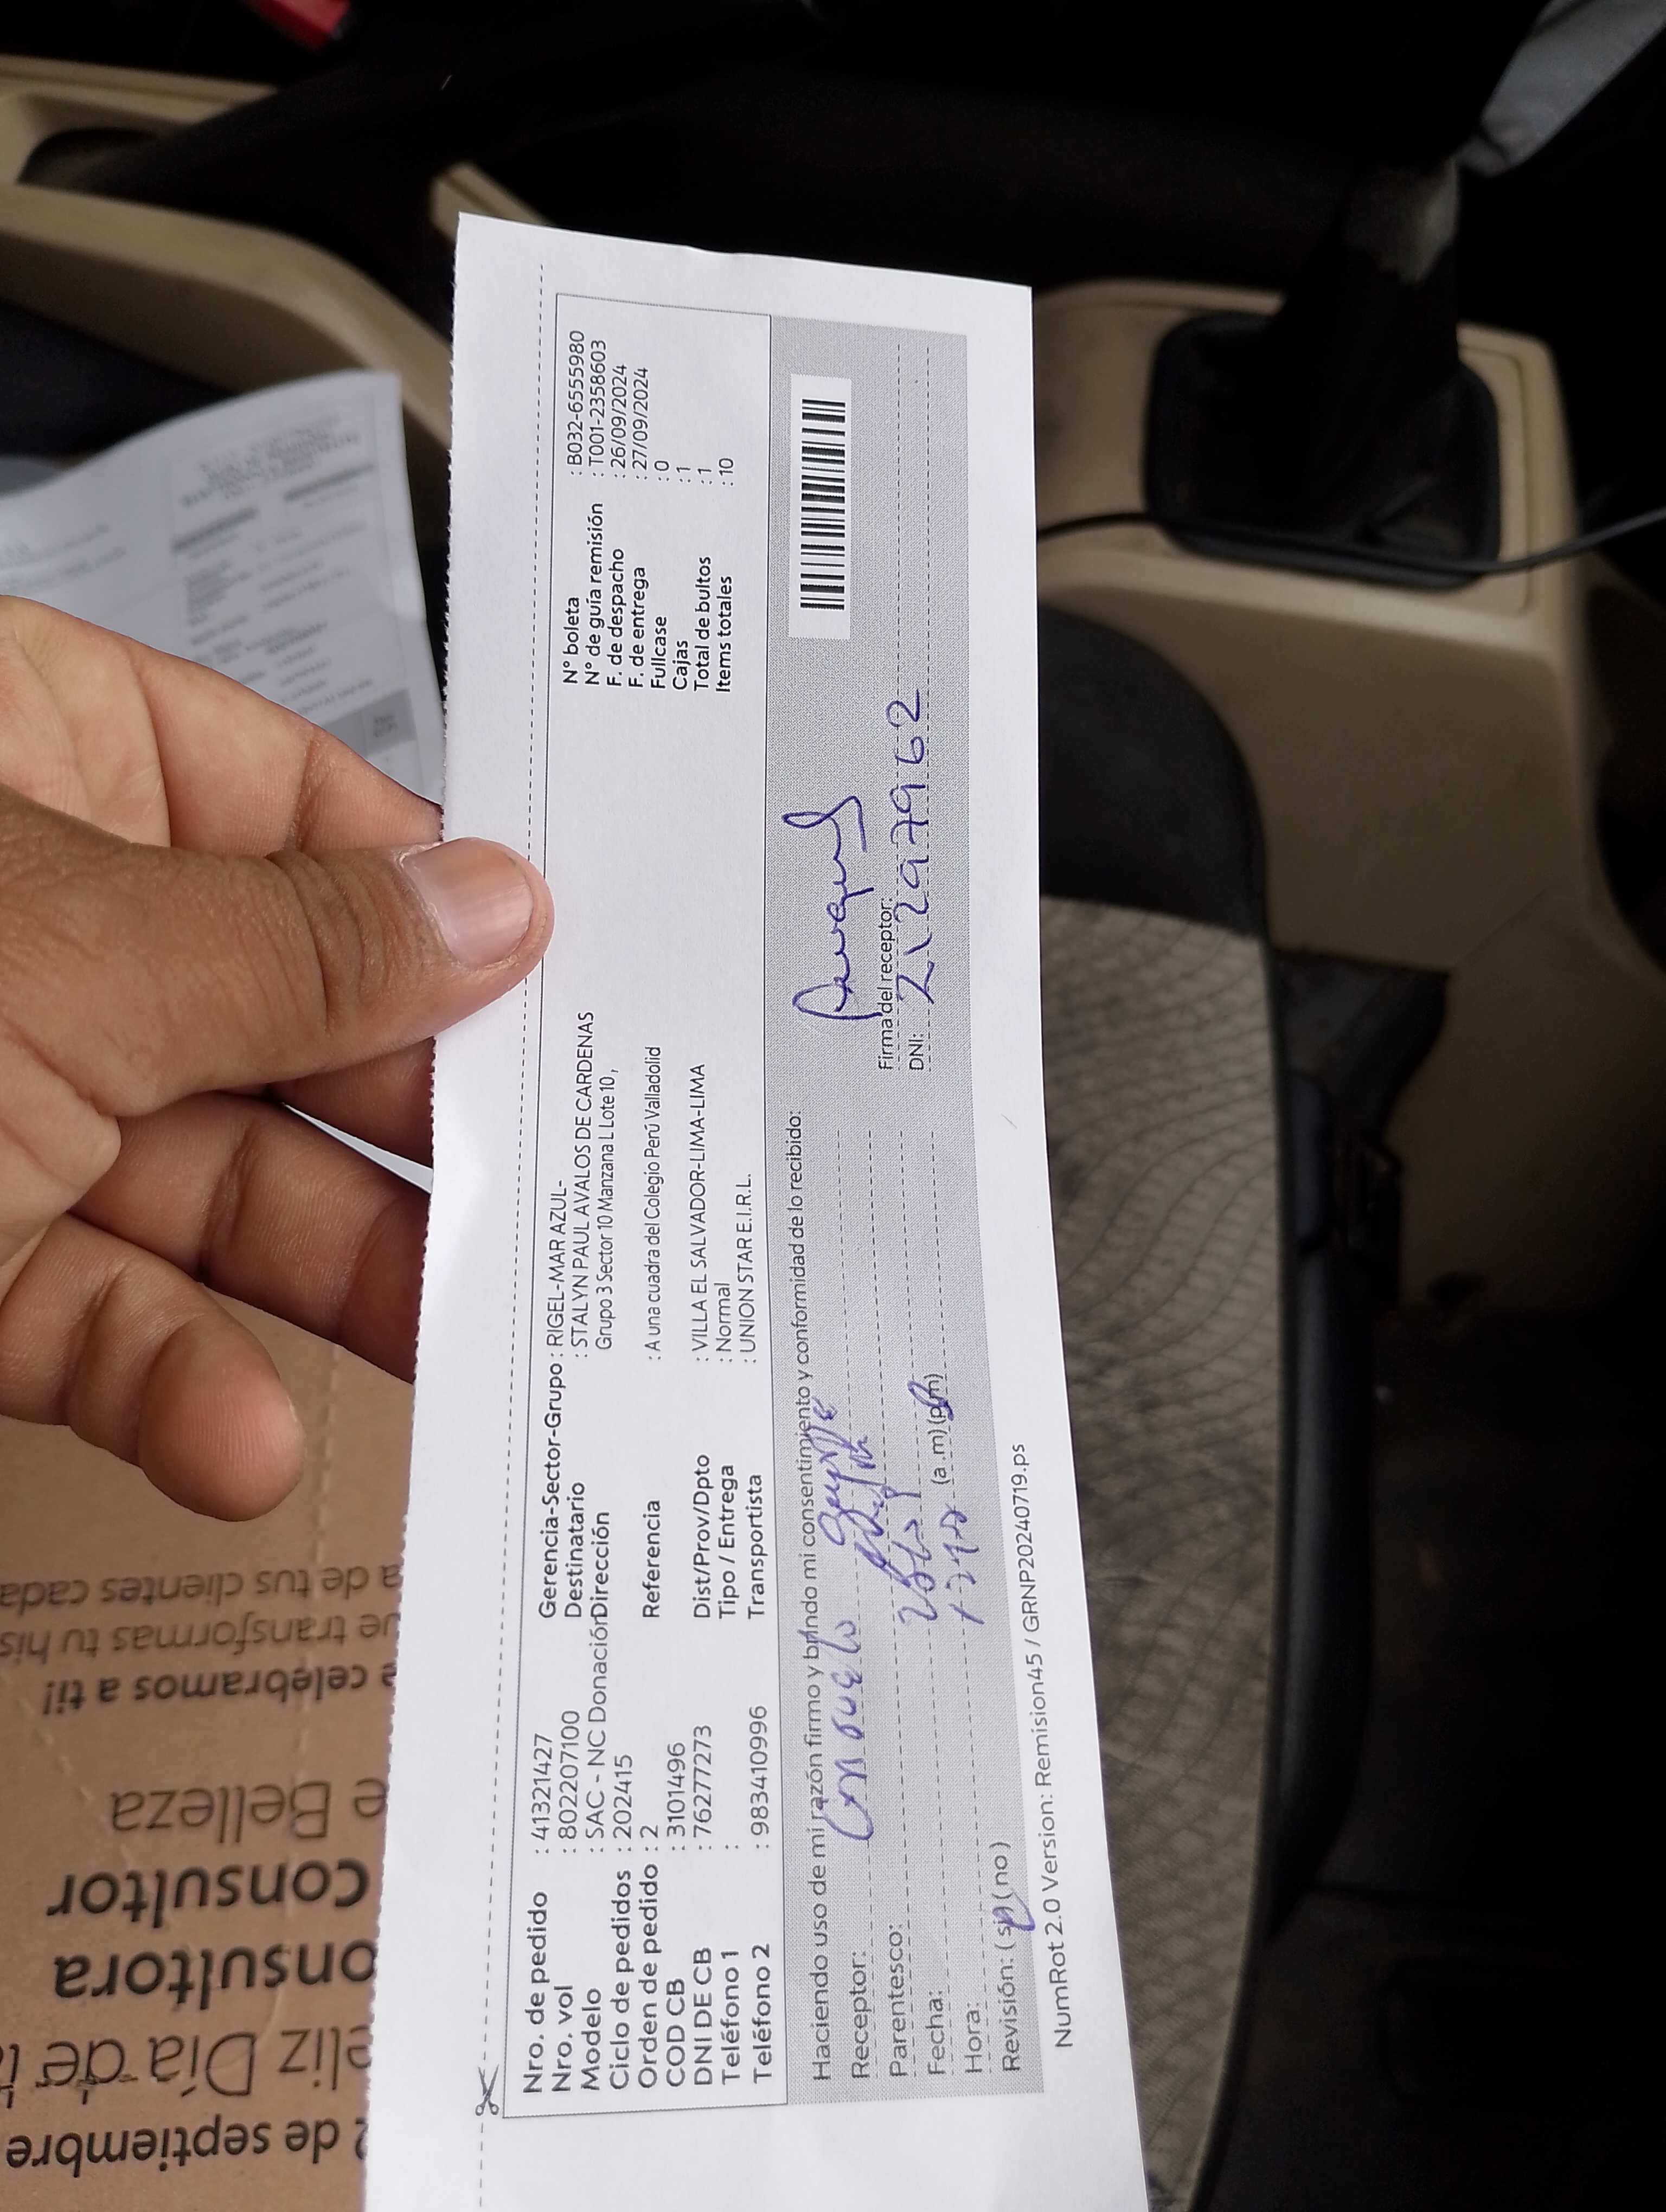 Nro. de pedido : 41321427
Nro. vol : 802207100
Modelo : SAC - NC Donación
Ciclo de pedidos : 202415
Orden de pedido : 2
COD CB : 3101496
DNI DE CB : 76277273
Teléfono 1 :
Teléfono 2 : 983410996
Gerencia-Sector-Grupo : RIGEL-MAR AZUL-
Destinatario : STALYN PAUL AVALOS DE CARDENAS
Dirección Grupo 3 Sector 10 Manzana L Lote 10 ,
Referencia : A una cuadra del Colegio Perú Valladolid
Dist/Prov/Dpto : VILLA EL SALVADOR-LIMA-LIMA
Tipo / Entrega : Normal
Transportista : UNION STAR E.I.R.L.
N° boleta : B032-6555980
N° de guía remisión : T001-2358603
F. de despacho : 26/09/2024
F. de entrega : 27/09/2024
Fullcase : 0
Cajas : 1
Total de bultos : 1
Items totales : 10
Haciendo uso de mi razón firmo y brindo mi consentimiento y conformidad de lo recibido:
Receptor: Consuelo
Parentesco:
Fecha:
Hora: (a .m) (p.m)
Revisión: ( si) (no )
Firma del receptor:
DNI: 21297962
NumRot 2.0 Version: Remision45 / GRNP20240719.ps
de septiembre
eliz Día de
onsultora
consultor
e Belleza
e celebramos a ti!
ue transformas tu his
a de tus clientes cada